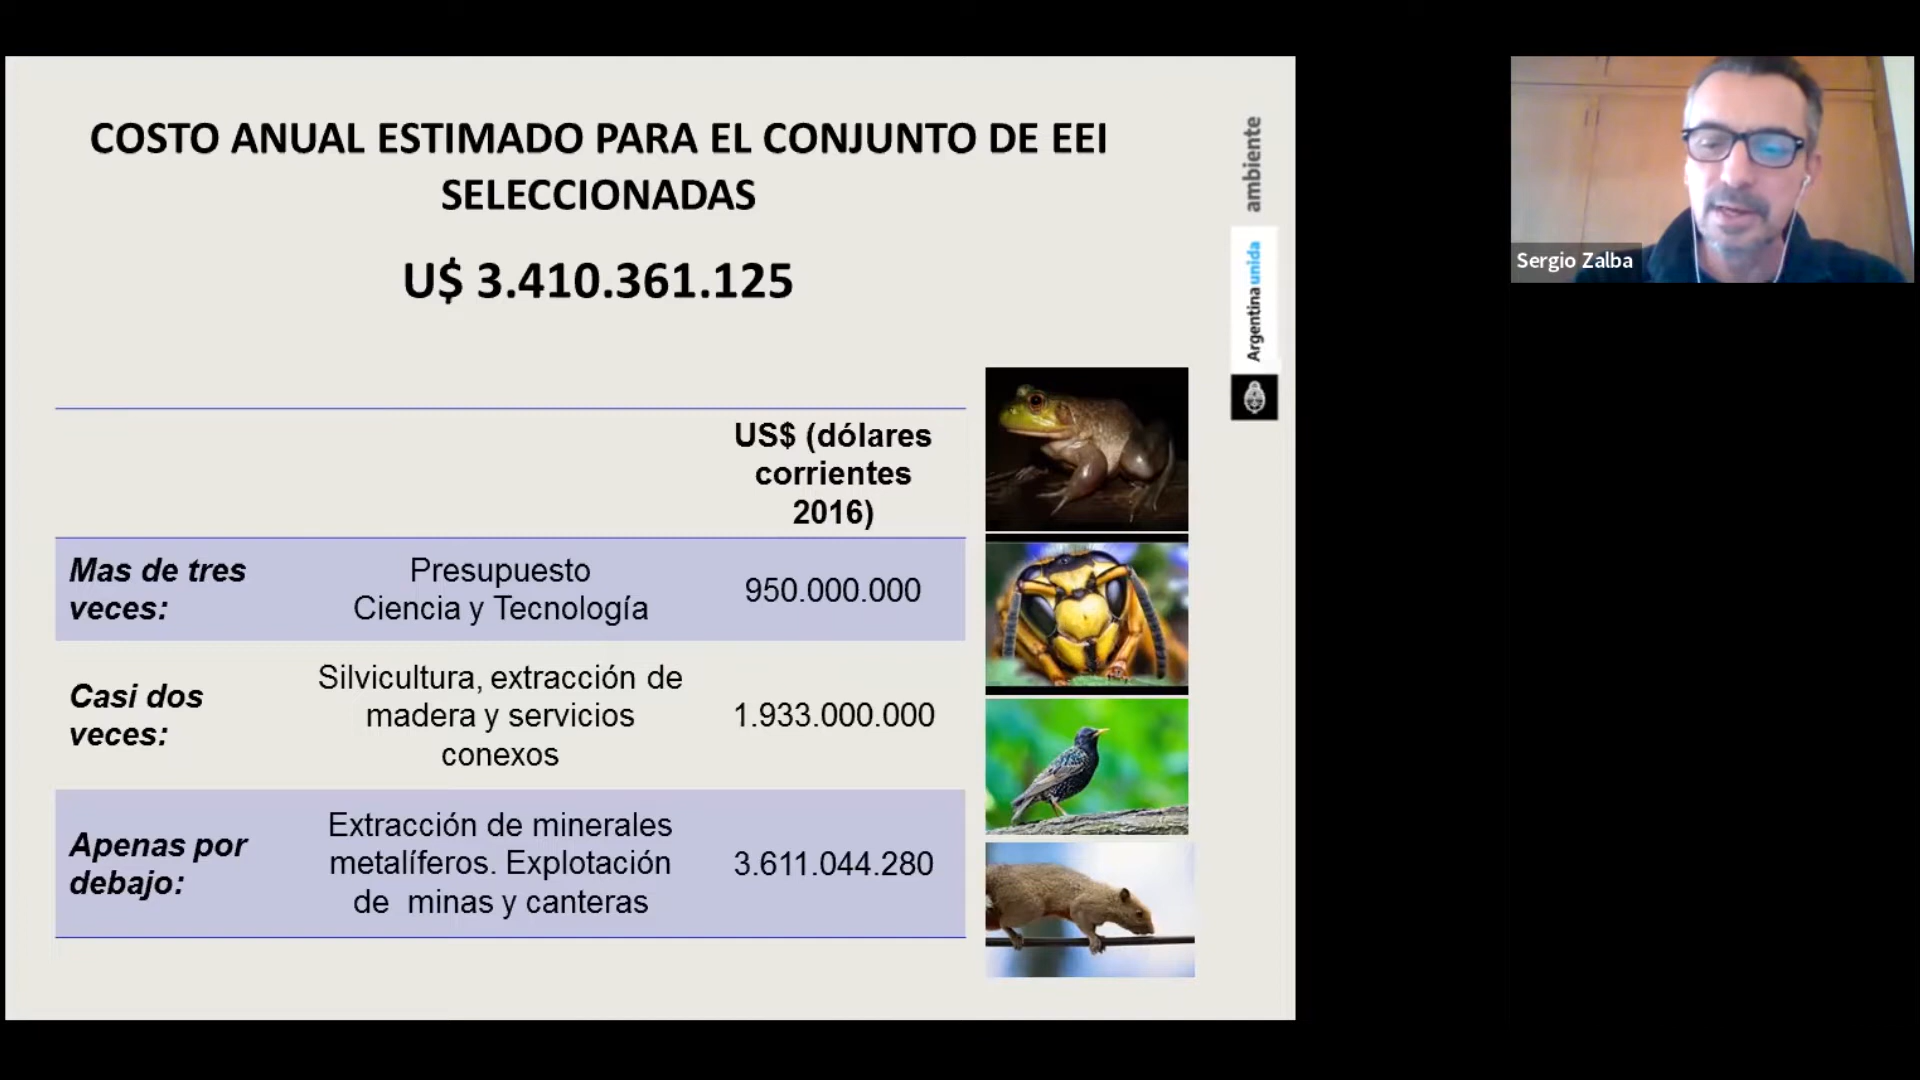 COSTO ANUAL ESTIMADO PARA EL CONJUNTO DE EEI
SELECCIONADAS
U$ 3.410.361.125
US$ (dólares
corrientes
2016)
Mas de tres
veces:
Presupuesto
Ciencia y Tecnología
950.000.000
Casi dos
veces:
Silvicultura, extracción de
madera y servicios
conexos
1.933.000.000
Apenas por
debajo:
Extracción de minerales
metalíferos. Explotación
de minas y canteras
3.611.044.280
ambiente
Argentina unida
Sergio Zalba